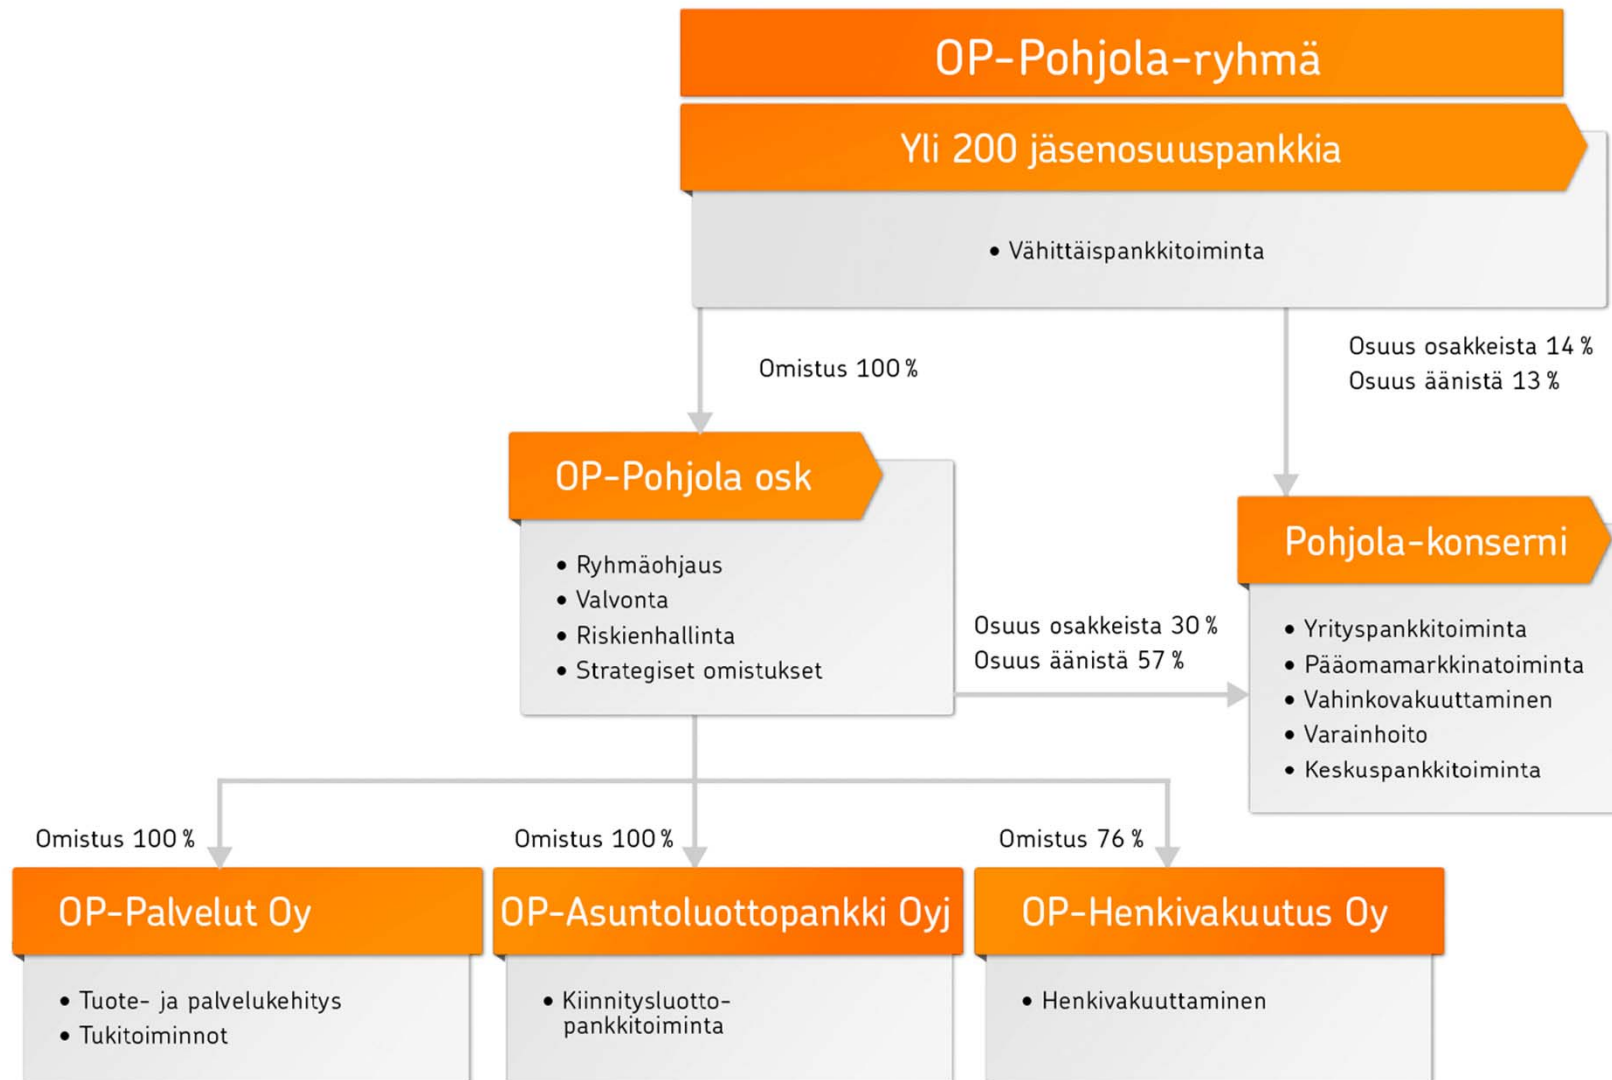 OP-Pohjola-ryhmä
Yli 200 jäsenosuuspankkia
• Vähittäispankkitoiminta
Omistus 100 %
Osuus osakkeista 14 %
Osuus äänistä 13 %
OP-Pohjola osk
• Ryhmäohjaus
• Valvonta
• Riskienhallinta
• Strategiset omistukset
Osuus osakkeista 30 %
Osuus äänistä 57 %
Pohjola-konserni
• Yrityspankkitoiminta
• Pääomamarkkinatoiminta
• Vahinkovakuuttaminen
• Varainhoito
• Keskuspankkitoiminta
Omistus 100 %
OP-Palvelut Oy
• Tuote- ja palvelukehitys
• Tukitoiminnot
Omistus 100 %
OP-Asuntoluottopankki Oyj
• Kiinnitysluotto-
pankkitoiminta
Omistus 76 %
OP-Henkivakuutus Oy
• Henkivakuuttaminen